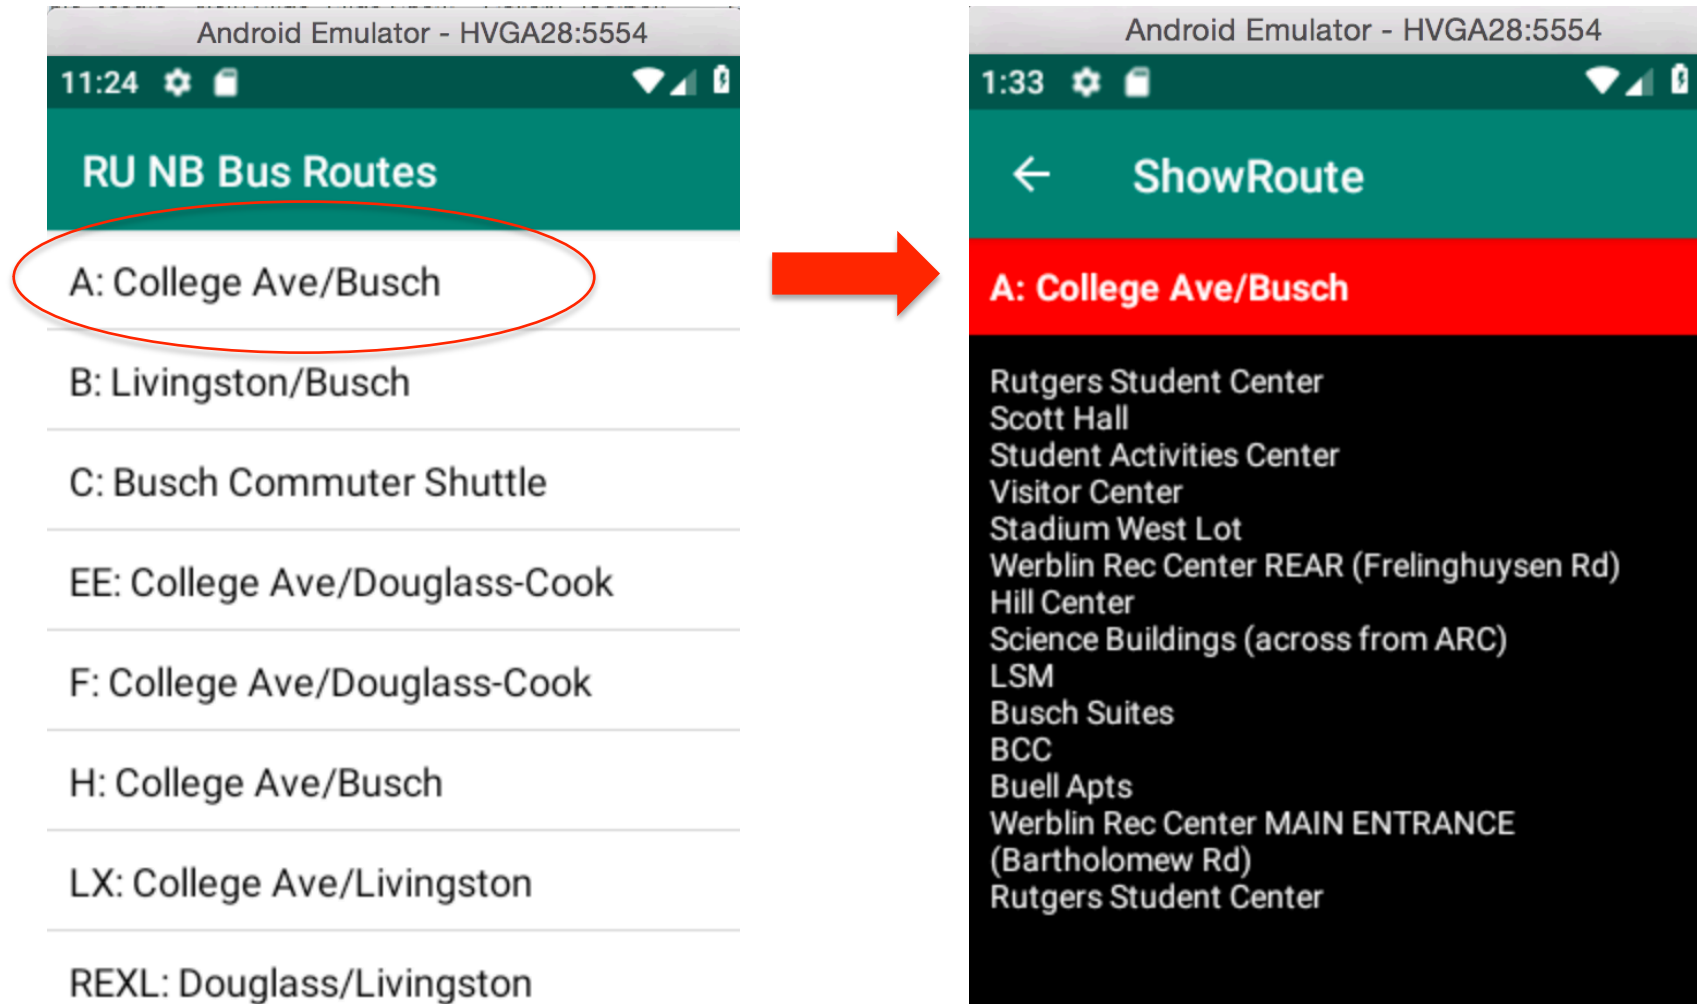 Android Emulator - HVGA28:5554
11:24
RU NB Bus Routes
A: College Ave/Busch
B: Livingston/Busch
C: Busch Commuter Shuttle
EE: College Ave/Douglass-Cook
F: College Ave/Douglass-Cook
H: College Ave/Busch
LX: College Ave/Livingston
REXL: Douglass/Livingston
Android Emulator - HVGA28:5554
1:33
ShowRoute
A: College Ave/Busch
Rutgers Student Center
Scott Hall
Student Activities Center
Visitor Center
Stadium West Lot
Werblin Rec Center REAR (Frelinghuysen Rd)
Hill Center
Science Buildings (across from ARC)
LSM
Busch Suites
BCC
Buell Apts
Werblin Rec Center MAIN ENTRANCE
(Bartholomew Rd)
Rutgers Student Center